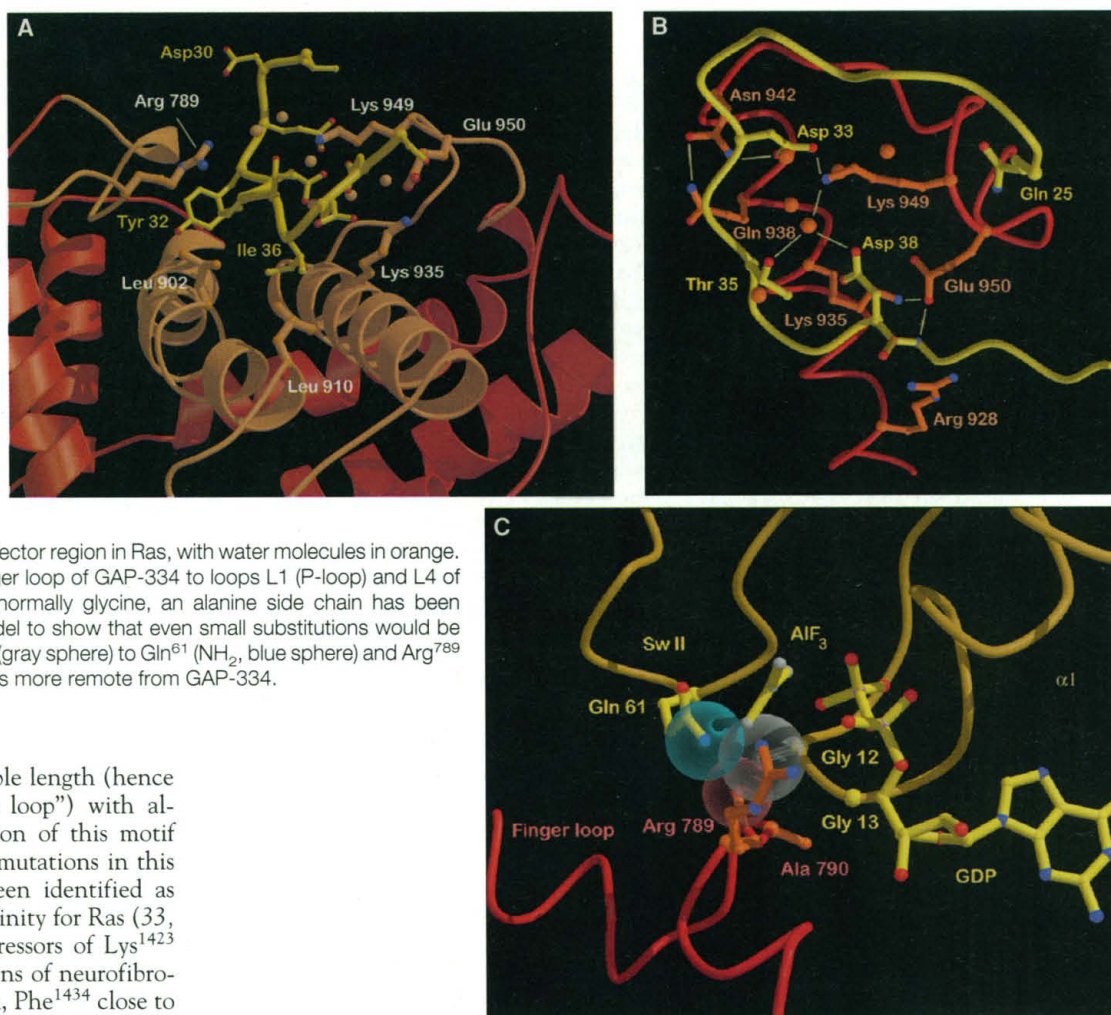 A
Asp30
Arg 789
Lys 949
Glu 950
Tyr 32
Ile 36
Leu 902
Lys 935
Leu 910
B
Asn 942
Asp 33
Lys 949
Gln 25
Gln 938
Asp 38
Thr 35
Glu 950
Lys 935
Arg 928
ector region in Ras, with water molecules in orange.
ger loop of GAP-334 to loops L1 (P-loop) and L4 of
normally glycine, an alanine side chain has been
del to show that even small substitutions would be
(gray sphere) to Gln61 (NH2, blue sphere) and Arg789
s more remote from GAP-334.
ble length (hence
loop”) with al-
ion of this motif
mutations in this
een identified as
inity for Ras (33,
ressors of Lys1423
ns of neurofibro-
, Phe1434 close to
C
Sw II
AlF3
α1
Gln 61
Gly 12
Finger loop
Arg 789
Gly 13
Ala 790
GDP